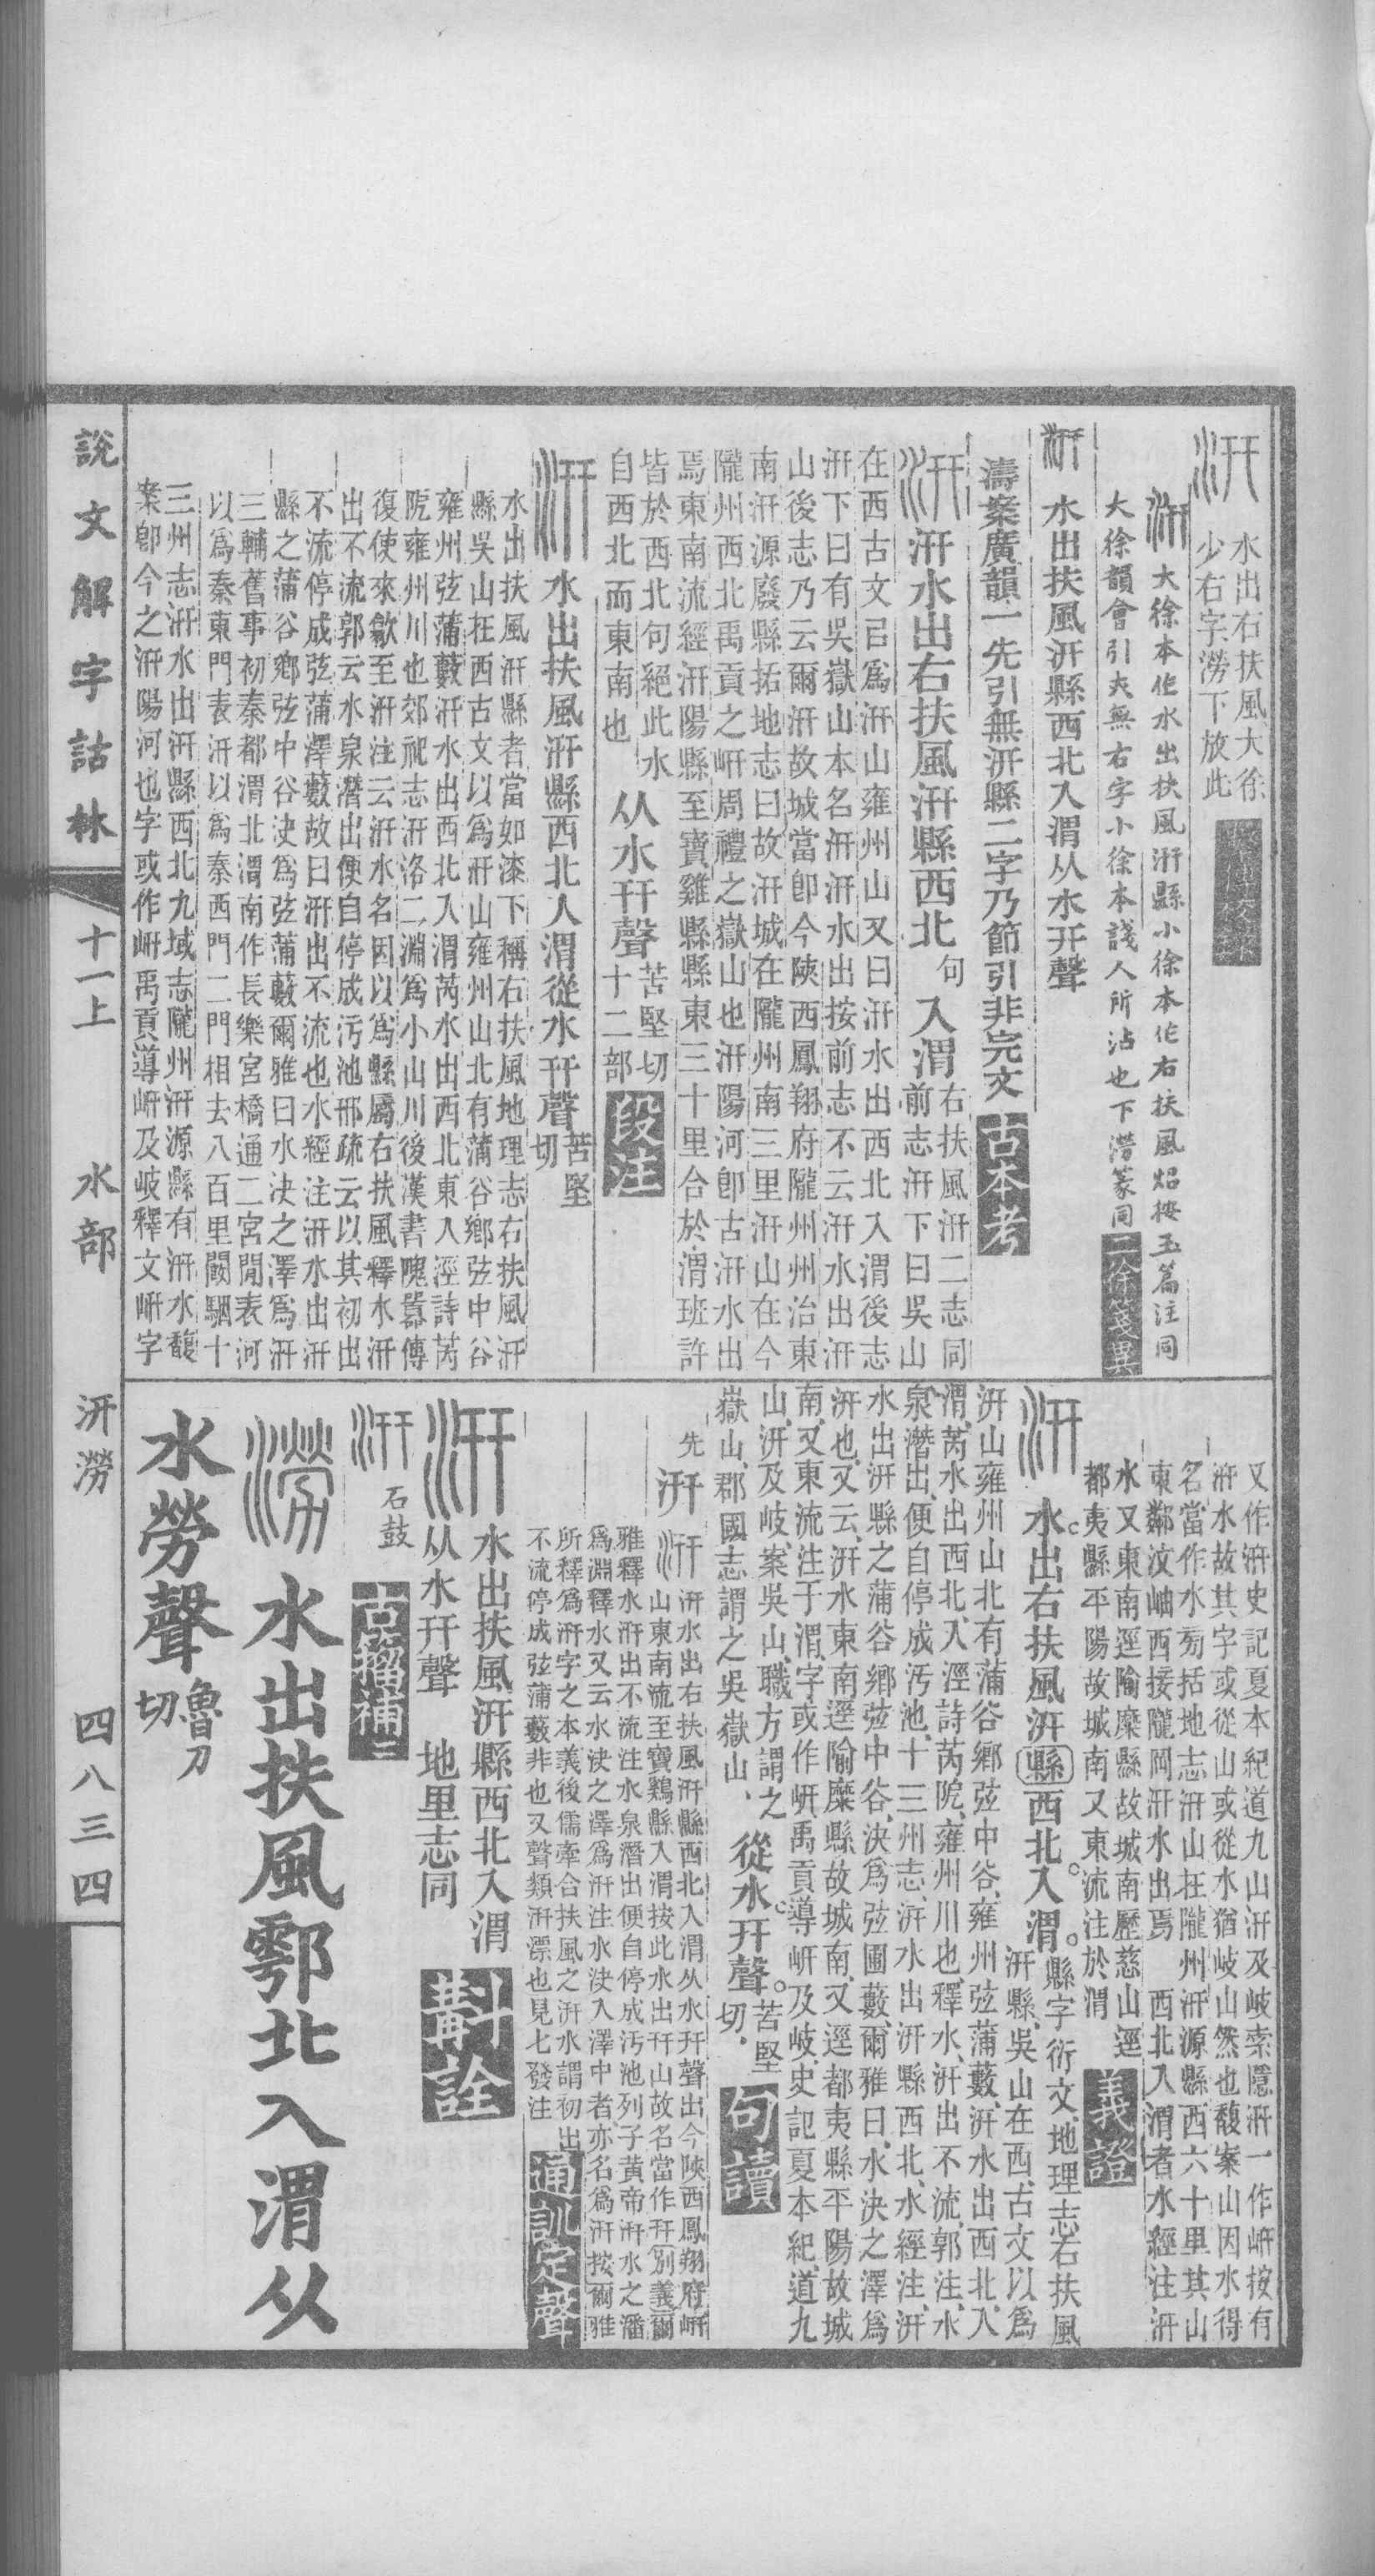 水出右扶風大徐
少右字澇下放此
大徐本作水出扶風汧縣小徐本作右扶風炤按玉篇注同
大徐韻會引夫無右字小徐本淺人所沾也下澇篆同 二徐箋異
水出扶風汧縣西北入渭从水幵聲
濤案廣韻一先引無汧縣二字乃節引非完文 古本考
汧水出右扶風汧縣西北 句 入渭
右扶風汧二志同
前志汧下曰吳山
在西古文㠯爲汧山雍州山又曰汧水出西北入渭後志
汧下曰有吳嶽山本名汧汧水出按前志不云汧水出汧
山後志乃云爾汧故城當卽今陝西鳳翔府隴州州治東
南汧源廢縣括地志曰故汧城在隴州南三里汧山在今
隴州西北禹貢之岍周禮之嶽山也汧陽河卽古汧水出
焉東南流經汧陽縣至寶雞縣縣東三十里合於渭班許
皆於西北句絕此水
自西北而東南也
从水幵聲
苦堅切
十二部
段注
水出扶風汧縣西北入渭從水幵聲
苦堅
切
水出扶風汧縣者當如漆下稱右扶風地理志右扶風汧
縣吳山在西古文以爲汧山雍州山北有蒲谷鄉弦中谷
雍州弦蒲藪汧水出西北入渭芮水出西北東入涇詩芮
阮雍州川也郊祀志汧洛二淵爲小山川後漢書隗囂傳
復使來歙至汧注云汧水名因以爲縣屬右扶風釋水汧
出不流郭云水泉潛出便自停成污池邢疏云以其初出
不流停成弦蒲澤藪故曰汧出不流也水經注汧水出汧
縣之蒲谷鄉弦中谷決爲弦蒲藪爾雅曰水決之澤爲汧
三輔舊事初秦都渭北渭南作長樂宮橋通二宮閒表河
以爲秦東門表汧以爲秦西門二門相去八百里闞駰十
三州志汧水出汧縣西北九域志隴州汧源縣有汧水馥
案卽今之汧陽河也字或作岍禹貢導岍及岐釋文岍字
又作汧史記夏本紀道九山汧及岐索隱汧一作岍按有
汧水故其字或從山或從水猶岐山然也馥案山因水得
名當作水㫄括地志汧山在隴州汧源縣西六十里其山
東鄰汶岫西接隴岡汧水出焉　西北入渭者水經注汧
水又東南逕隃糜縣故城南歷慈山逕
都夷縣平陽故城南又東流注於渭
義證
水出右扶風汧縣西北入渭
縣字衍文地理志右扶風
汧縣吳山在西古文以爲
汧山雍州山北有蒲谷鄉弦中谷雍州弦蒲藪汧水出西北入
渭芮水出西北入涇詩芮阮雍州川也釋水汧出不流郭注水
泉潛出便自停成汚池十三州志汧水出汧縣西北水經注汧
水出汧縣之蒲谷鄉弦中谷決爲弦圃藪爾雅曰水決之澤爲
汧也又云汧水東南逕隃糜縣故城南又逕都夷縣平陽故城
南又東流注于渭字或作岍禹貢導岍及岐史記夏本紀道九
山汧及岐案吳山職方謂之
嶽山郡國志謂之吳嶽山
從水幵聲
苦堅
切
句讀
先 汧 汧水出右扶風汧縣西北入渭从水幵聲出今陝西鳳翔府岍
山東南流至寶鷄縣入渭按此水出幵山故名當作幵別義爾
雅釋水汧出不流注水泉潛出便自停成汚池列子黃帝汧水之潘
爲淵釋水又云水決之澤爲汧注水決入澤中者亦名爲汧按爾雅
所釋爲汧字之本義後儒牽合扶風之汧水謂初出
不流停成弦蒲藪非也又聲類汧漂也見七發注
通訓定聲
水出扶風汧縣西北入渭
从水幵聲　地里志同
斠詮
石鼓
古籀補
水出扶風鄠北入渭从
水勞聲
魯刀
切
說文解字詁林 十一上 水部 汧澇 四八三四